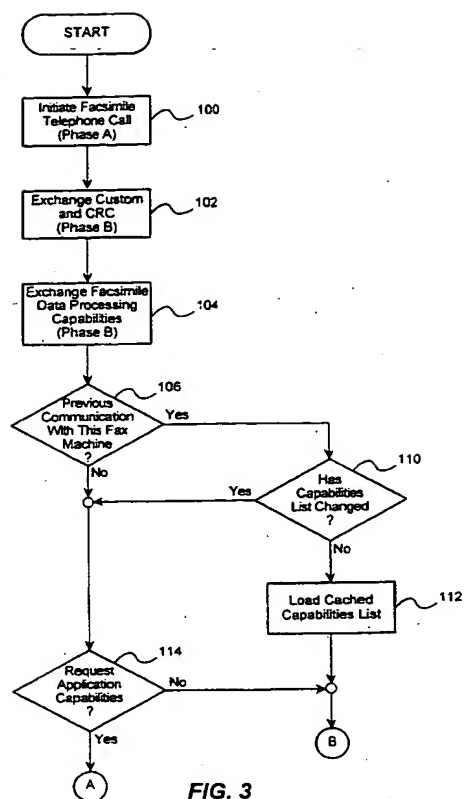 START
Initiate Facsimile
Telephone Call
(Phase A)
100
Exchange Custom
and CRC
(Phase B)
102
Exchange Facsimile
Data Processing
Capabilities
(Phase B)
104
Previous
Communication
With This Fax
Machine
?
106
Yes
No
Has
Capabilities
List Changed
?
110
Yes
No
Load Cached
Capabilities List
112
Request
Application
Capabilities
?
114
No
Yes
B
A
FIG. 3